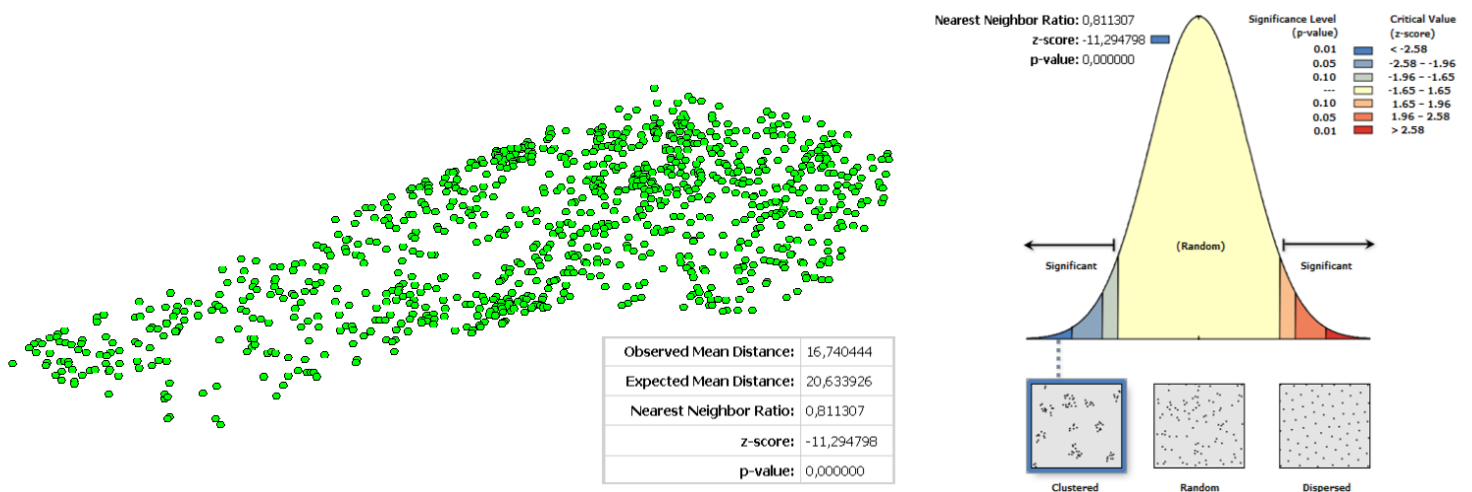 Nearest Neighbor Ratio: 0,811307
z-score: -11,294798
p-value: 0,000000
Significance Level Critical Value
(p-value) (z-score)
0.01 < -2.58
0.05 -2.58 - -1.96
0.10 -1.96 - -1.65
--- -1.65 - 1.65
0.10 1.65 - 1.96
0.05 1.96 - 2.58
0.01 > 2.58
(Random)
Significant Significant
Observed Mean Distance: 16,740444
Expected Mean Distance: 20,633926
Nearest Neighbor Ratio: 0,811307
z-score: -11,294798
p-value: 0,000000
Clustered Random Dispersed